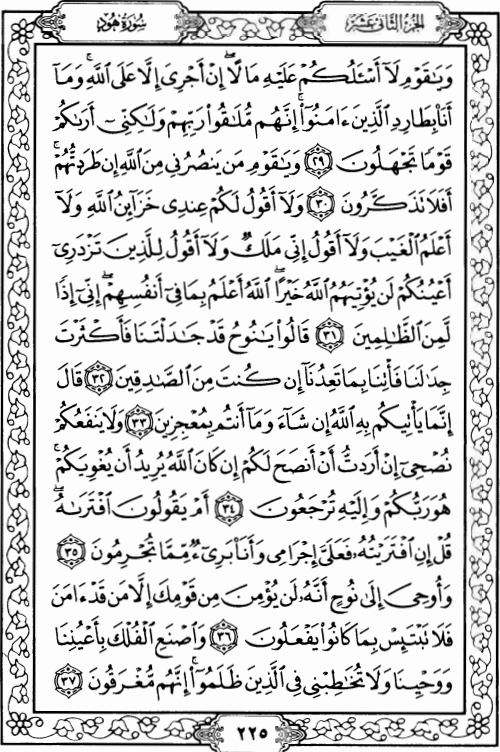 الجزء الثانى عشر
سورة هود
وَيَٰقَوْمِ لَآ أَسْـَٔلُكُمْ عَلَيْهِ مَالًا ۖ إِنْ أَجْرِىَ إِلَّا عَلَى ٱللَّهِ ۚ وَمَآ
أَنَا۠ بِطَارِدِ ٱلَّذِينَ ءَامَنُوٓا۟ ۚ إِنَّهُم مُّلَٰقُوا۟ رَبِّهِمْ وَلَٰكِنِّىٓ أَرَىٰكُمْ
قَوْمًا تَجْهَلُونَ ٢٩ وَيَٰقَوْمِ مَن يَنصُرُنِى مِنَ ٱللَّهِ إِن طَرَدتُّهُمْ ۚ
أَفَلَا تَذَكَّرُونَ ٣٠ وَلَآ أَقُولُ لَكُمْ عِندِى خَزَآئِنُ ٱللَّهِ وَلَآ
أَعْلَمُ ٱلْغَيْبَ وَلَآ أَقُولُ إِنِّى مَلَكٌ وَلَآ أَقُولُ لِلَّذِينَ تَزْدَرِىٓ
أَعْيُنُكُمْ لَن يُؤْتِيَهُمُ ٱللَّهُ خَيْرًا ۖ ٱللَّهُ أَعْلَمُ بِمَا فِىٓ أَنفُسِهِمْ ۖ إِنِّىٓ إِذًا
لَّمِنَ ٱلظَّٰلِمِينَ ٣١ قَالُوا۟ يَٰنُوحُ قَدْ جَٰدَلْتَنَا فَأَكْثَرْتَ
جِدَٰلَنَا فَأْتِنَا بِمَا تَعِدُنَآ إِن كُنتَ مِنَ ٱلصَّٰدِقِينَ ٣٢ قَالَ
إِنَّمَا يَأْتِيكُم بِهِ ٱللَّهُ إِن شَآءَ وَمَآ أَنتُم بِمُعْجِزِينَ ٣٣ وَلَا يَنفَعُكُمْ
نُصْحِىٓ إِنْ أَرَدتُّ أَنْ أَنصَحَ لَكُمْ إِن كَانَ ٱللَّهُ يُرِيدُ أَن يُغْوِيَكُمْ ۚ
هُوَ رَبُّكُمْ وَإِلَيْهِ تُرْجَعُونَ ٣٤ أَمْ يَقُولُونَ ٱفْتَرَىٰهُ ۖ
قُلْ إِنِ ٱفْتَرَيْتُهُۥ فَعَلَىَّ إِجْرَامِى وَأَنَا۠ بَرِىٓءٌ مِّمَّا تُجْرِمُونَ ٣٥
وَأُوحِىَ إِلَىٰ نُوحٍ أَنَّهُۥ لَن يُؤْمِنَ مِن قَوْمِكَ إِلَّا مَن قَدْ ءَامَنَ
فَلَا تَبْتَئِسْ بِمَا كَانُوا۟ يَفْعَلُونَ ٣٦ وَٱصْنَعِ ٱلْفُلْكَ بِأَعْيُنِنَا
وَوَحْيِنَا وَلَا تُخَٰطِبْنِى فِى ٱلَّذِينَ ظَلَمُوٓا۟ ۚ إِنَّهُم مُّغْرَقُونَ ٣٧
٢٢٥